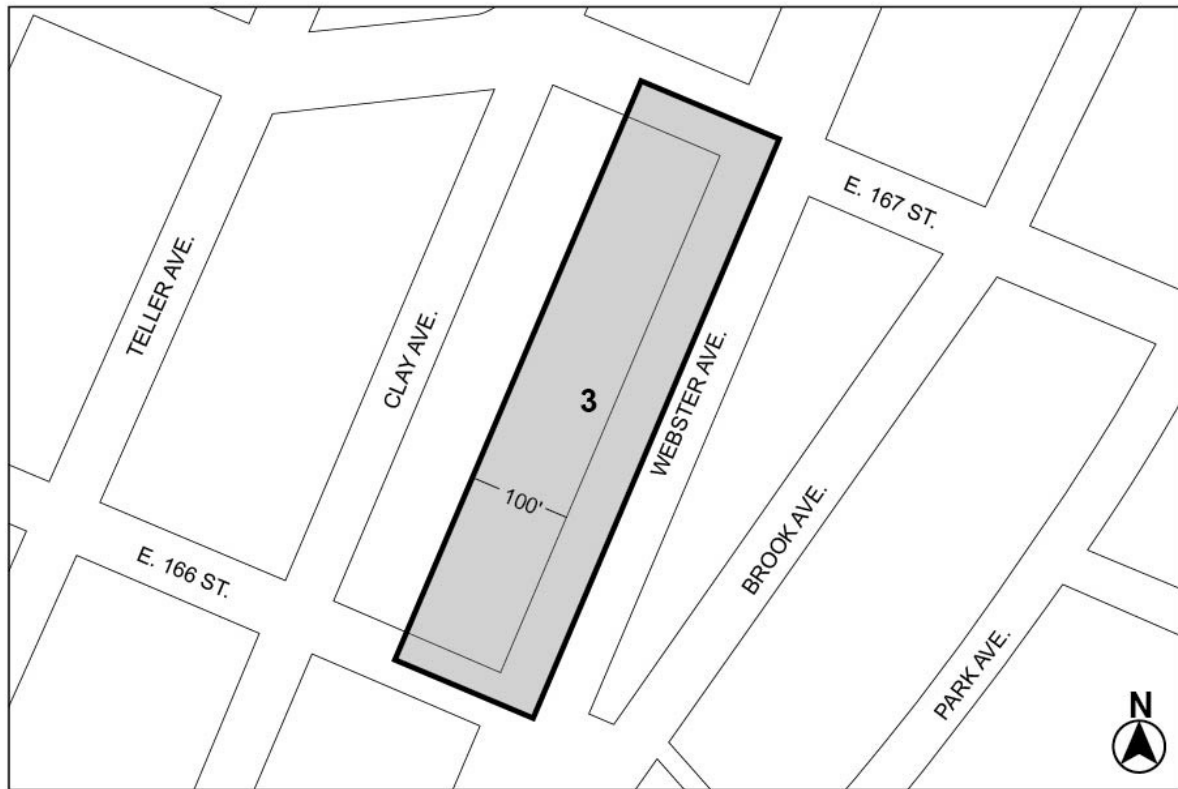 E. 167 ST.
TELLER AVE.
CLAY AVE.
3
WEBSTER AVE.
100'
BROOK AVE.
E. 166 ST.
PARK AVE.
N